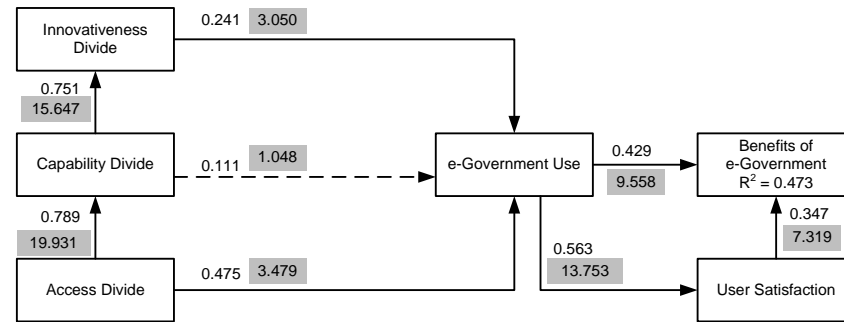 Innovativeness
Divide
0.241 3.050
0.751
15.647
Capability Divide
0.111 1.048
e-Government Use
0.429
9.558
Benefits of
e-Government
R² = 0.473
0.789
19.931
0.347
7.319
Access Divide
0.475 3.479
0.563
13.753
User Satisfaction